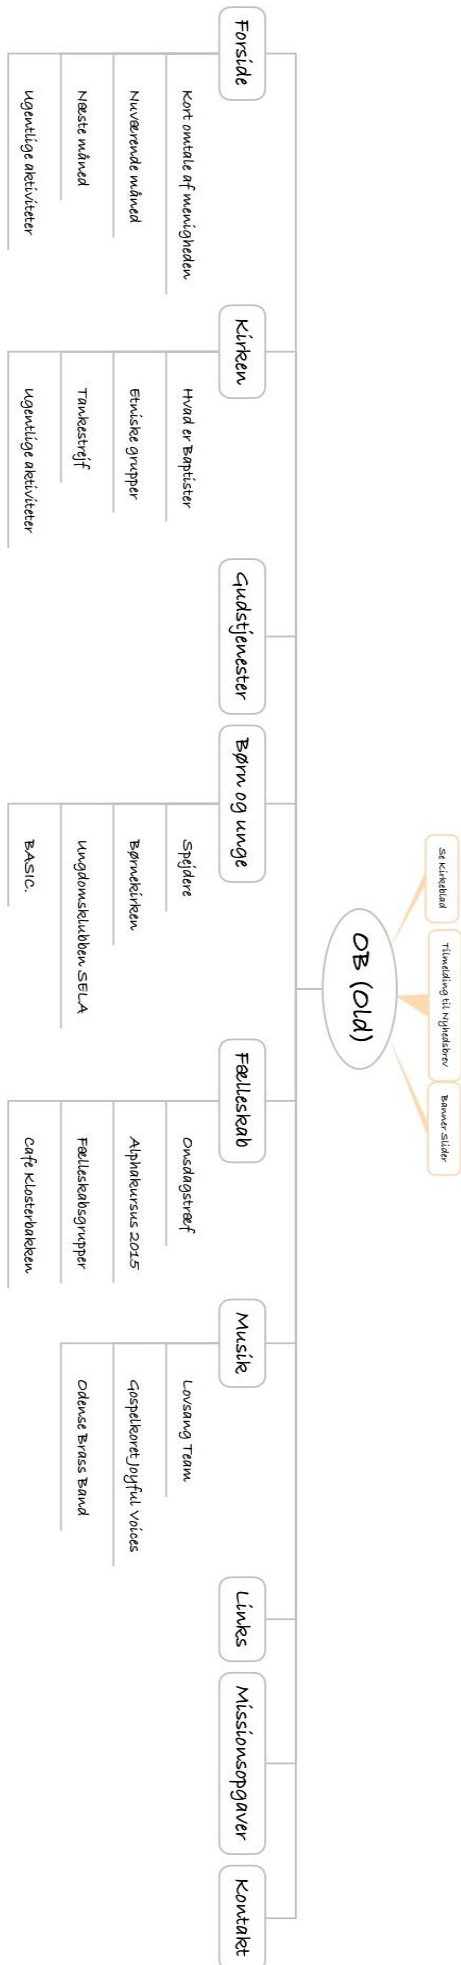 Se Kirkeblad
Tilmelding til Nyhedsbrev
Banner Slider
OB (Old)
Forside
Kort omtale af menigheden
Nuværende måned
Næste måned
Ugentlige aktiviteter
Kirken
Hvad er Baptister
Etniske grupper
Tankestrejf
Ugentlige aktiviteter
Gudstjenester
Børn og unge
Spejdere
Børnekirken
Ungdomsklubben SELA
BASIC.
Fælleskab
Onsdagstræf
Alphakursus 2015
Fælleskabsgrupper
Cafe Klosterbakken
Musik
Lovsang Team
Gospelkoret Joyful Voices
Odense Brass Band
Links
Missionsopgaver
Kontakt